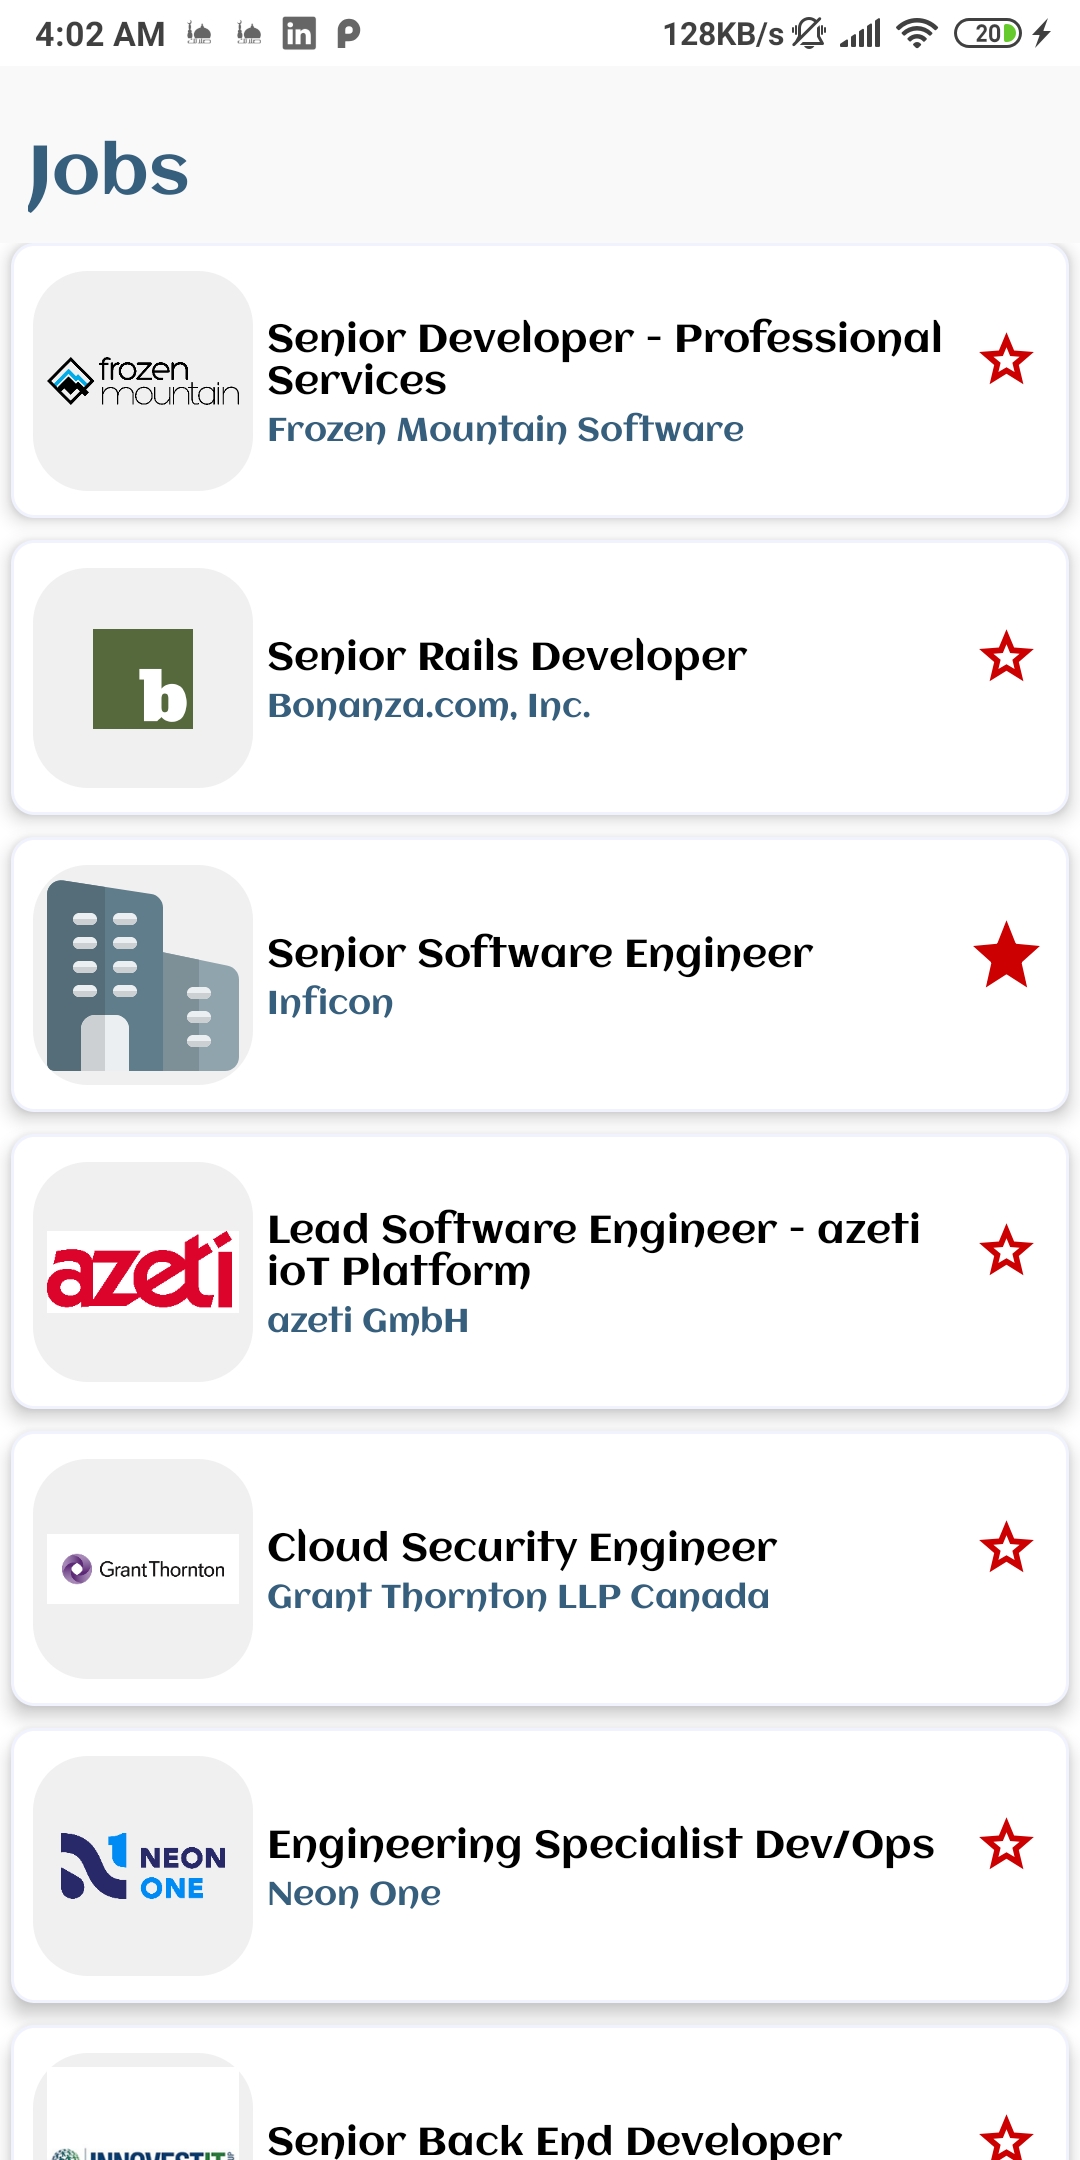 4:02 AM
128KB/s
20
Jobs
frozen
mountain
Senior Developer - Professional
Services
Frozen Mountain Software
b
Senior Rails Developer
Bonanza.com, Inc.
Senior Software Engineer
Inficon
azeti
Lead Software Engineer - azeti
ioT Platform
azeti GmbH
GrantThornton
Cloud Security Engineer
Grant Thornton LLP Canada
NEON
ONE
Engineering Specialist Dev/Ops
Neon One
INNOVESTIT
Senior Back End Developer